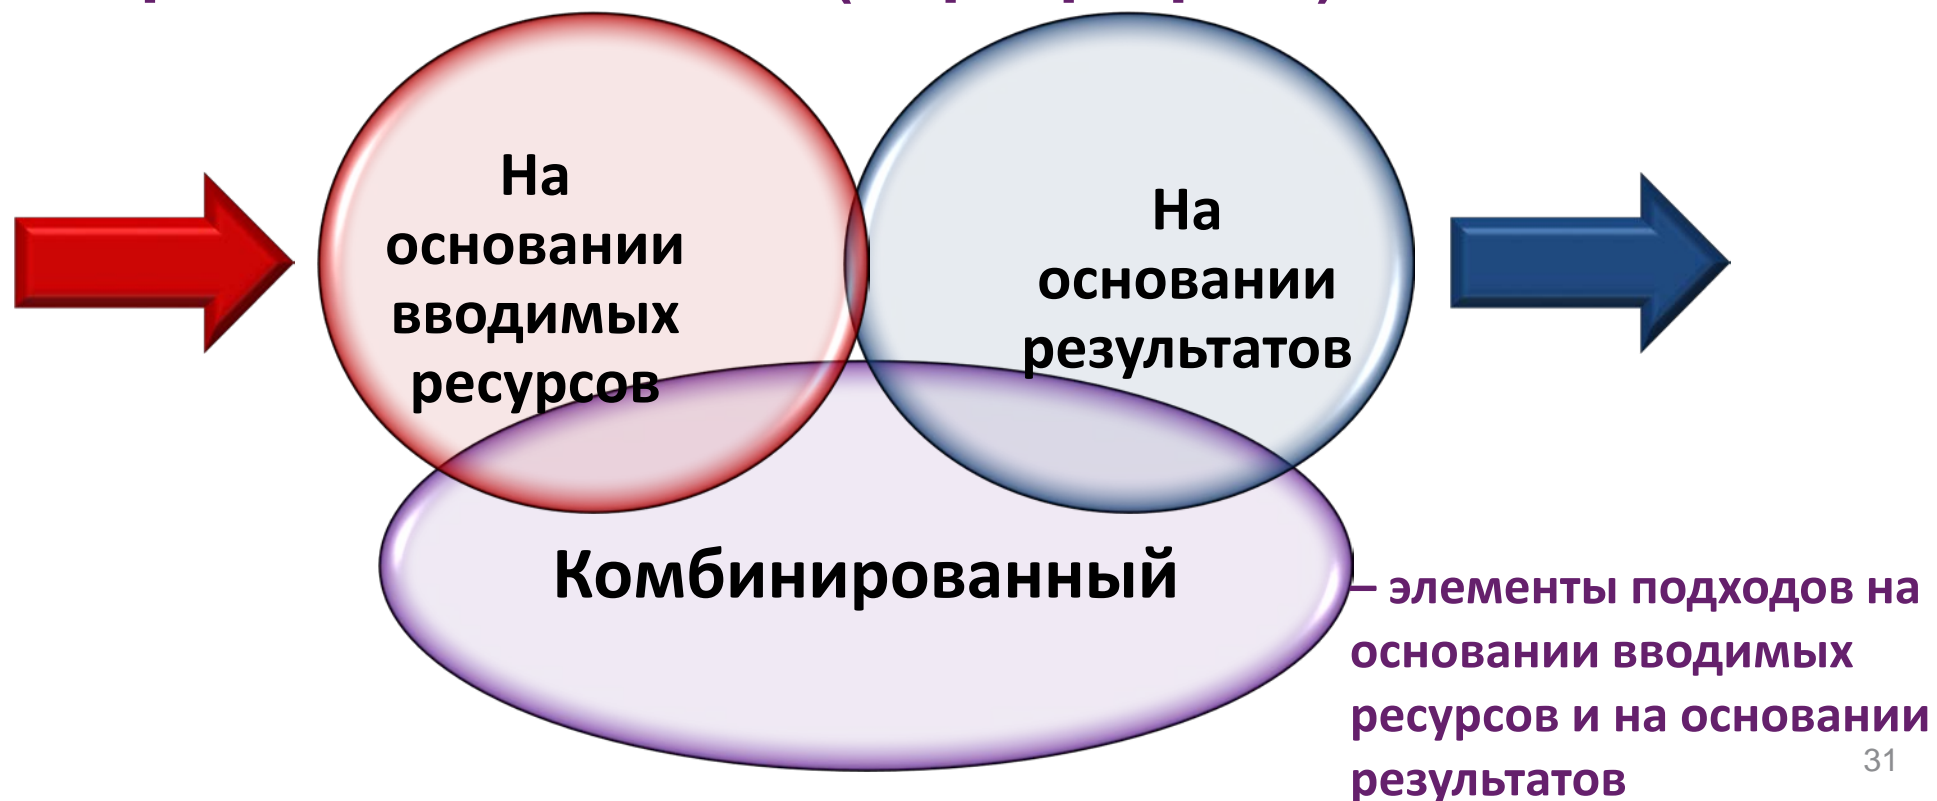 На
основании
вводимых
ресурсов
На
основании
результатов
Комбинированный
– элементы подходов на
основании вводимых
ресурсов и на основании
результатов
31